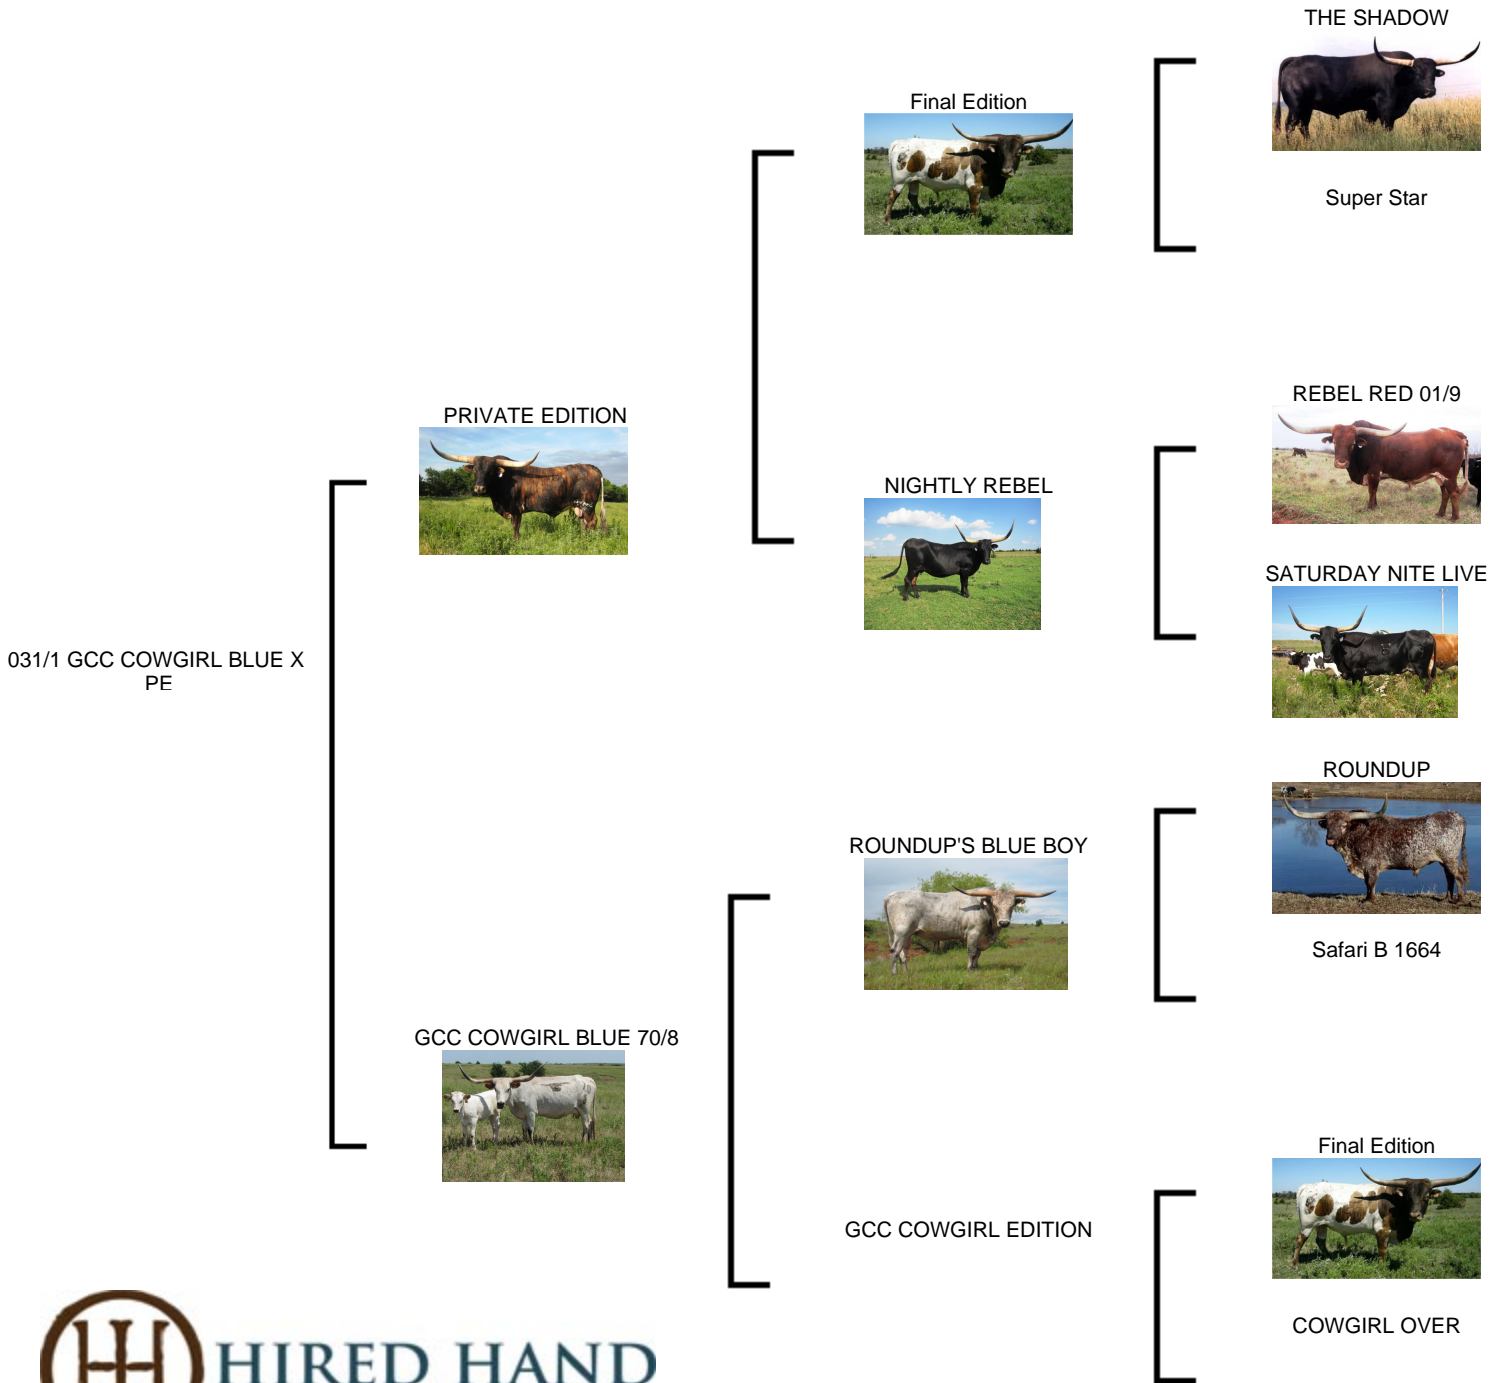 THE SHADOW
Final Edition
Super Star
REBEL RED 01/9
PRIVATE EDITION
NIGHTLY REBEL
SATURDAY NITE LIVE
031/1 GCC COWGIRL BLUE X
PE
ROUNDUP
ROUNDUP'S BLUE BOY
Safari B 1664
GCC COWGIRL BLUE 70/8
Final Edition
GCC COWGIRL EDITION
COWGIRL OVER
HIRED HAND